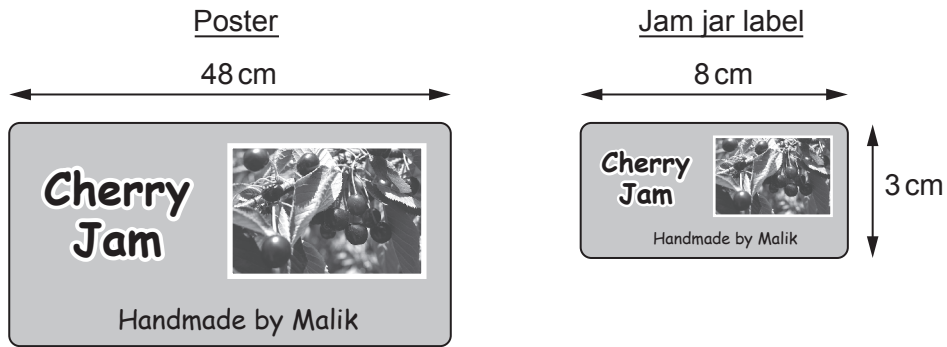 Poster
48 cm
Cherry
Jam
Handmade by Malik
Jam jar label
8 cm
3 cm
Cherry
Jam
Handmade by Malik